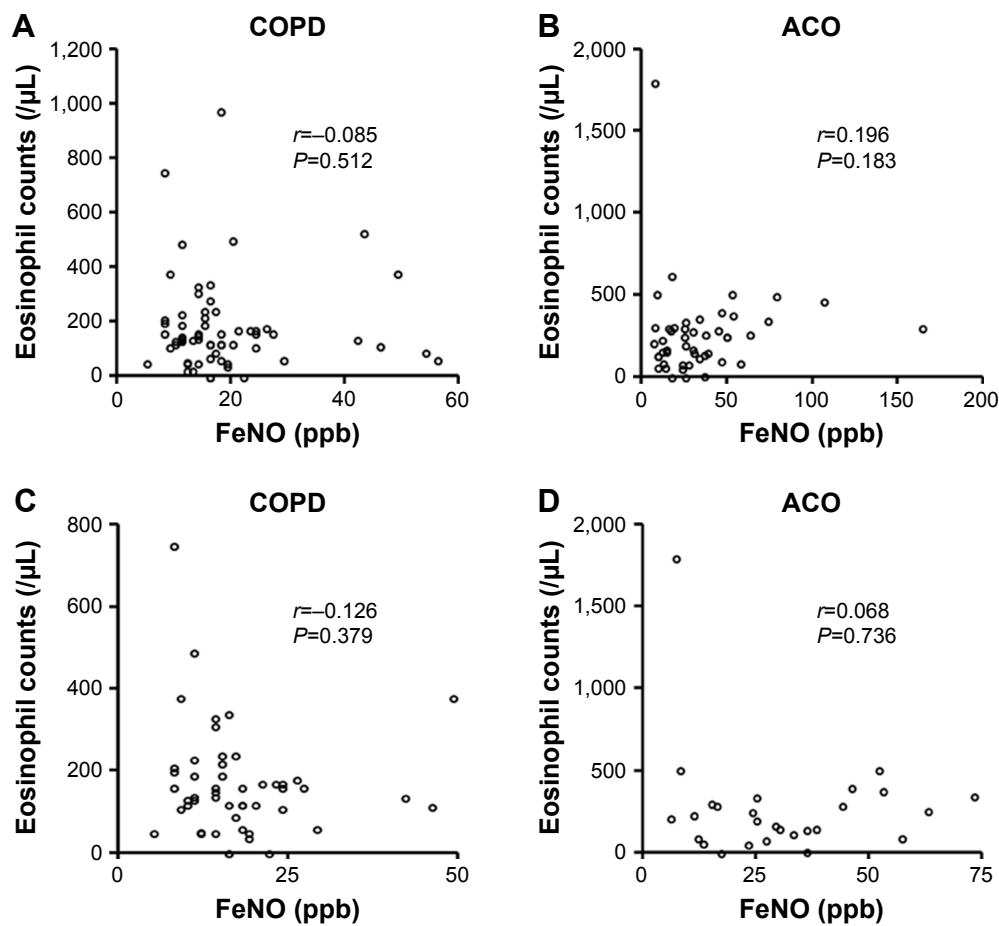 A
COPD
Eosinophil counts (/µL)
1,200
1,000
800
600
400
200
0
r=–0.085
P=0.512
0 20 40 60
FeNO (ppb)
B
ACO
Eosinophil counts (/µL)
2,000
1,500
1,000
500
0
r=0.196
P=0.183
0 50 100 150 200
FeNO (ppb)
C
COPD
Eosinophil counts (/µL)
800
600
400
200
0
r=–0.126
P=0.379
0 25 50
FeNO (ppb)
D
ACO
Eosinophil counts (/µL)
2,000
1,500
1,000
500
0
r=0.068
P=0.736
0 25 50 75
FeNO (ppb)